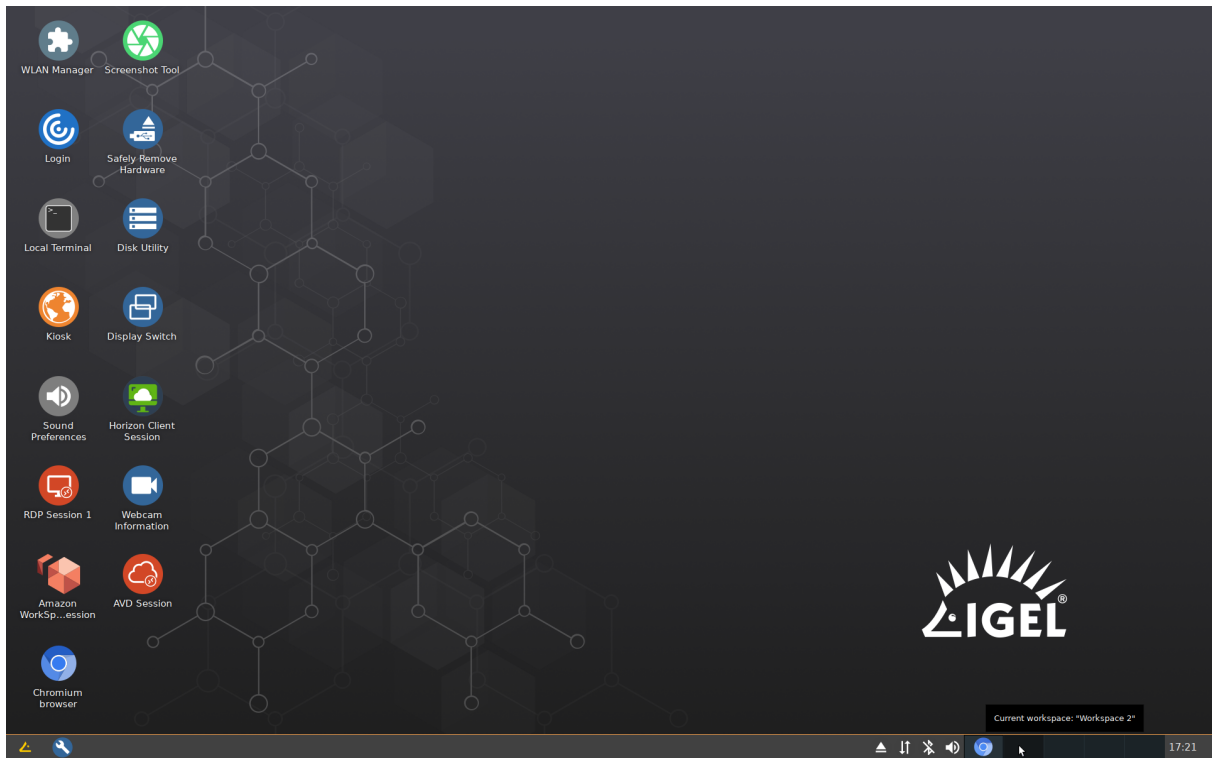 WLAN Manager
Screenshot Tool
Login
Safely Remove
Hardware
>_
Local Terminal
Disk Utility
Kiosk
Display Switch
Sound
Preferences
Horizon Client
Session
RDP Session 1
Webcam
Information
Amazon
WorkSp...ession
AVD Session
Chromium
browser
IGEL®
Current workspace: "Workspace 2"
17:21